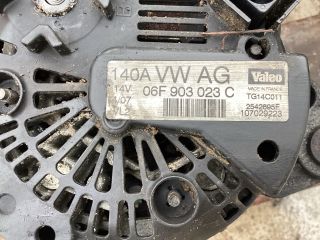 140A VW AG
14V 06F 903 023 C
Valeo
MADE IN FRANCE
TG14C011
2542695F
107029223